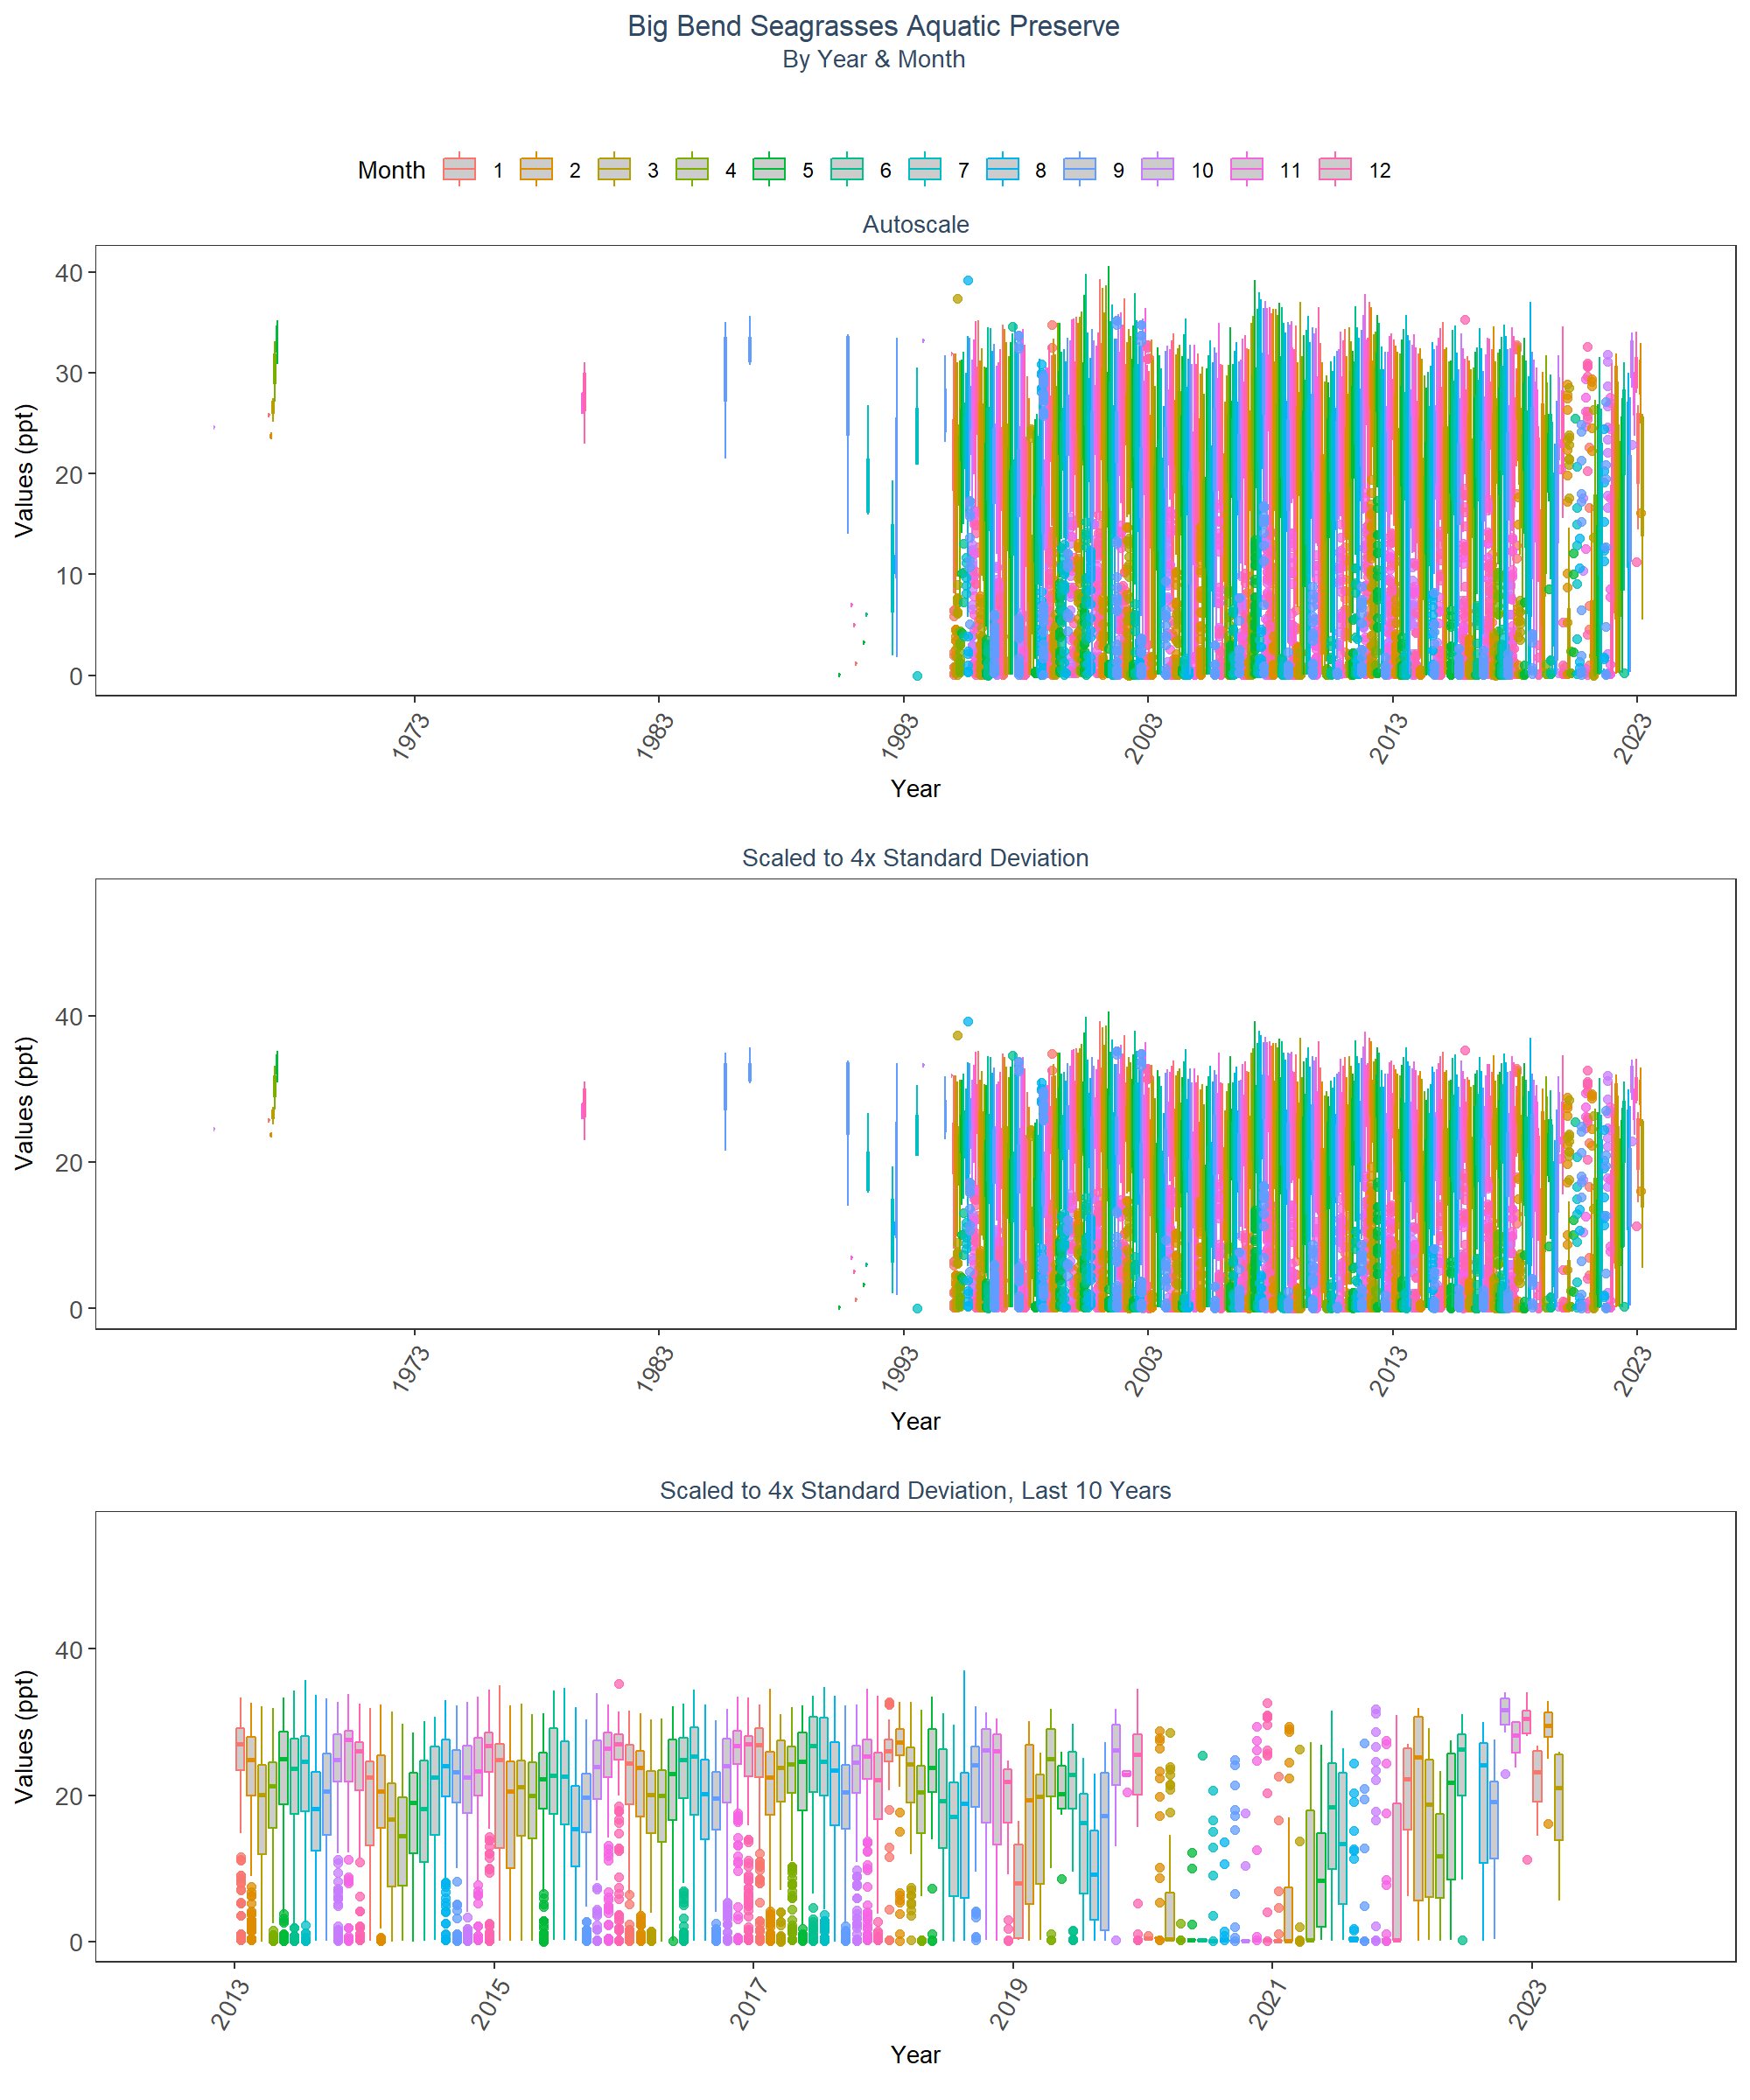 Big Bend Seagrasses Aquatic Preserve
By Year & Month
Month 1 2 3 4 5 6 7 8 9 10 11 12
Autoscale
Values (ppt)
40
30
20
10
0
1973 1983 1993 2003 2013 2023
Year
Scaled to 4x Standard Deviation
Values (ppt)
40
20
0
1973 1983 1993 2003 2013 2023
Year
Scaled to 4x Standard Deviation, Last 10 Years
Values (ppt)
40
20
0
2013 2015 2017 2019 2021 2023
Year